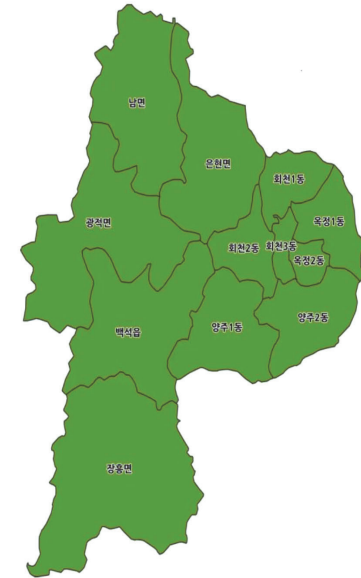 남면
은현면
회천1동
광적면
옥정1동
회천2동
회천3동
옥정2동
양주2동
양주1동
백석읍
장흥면